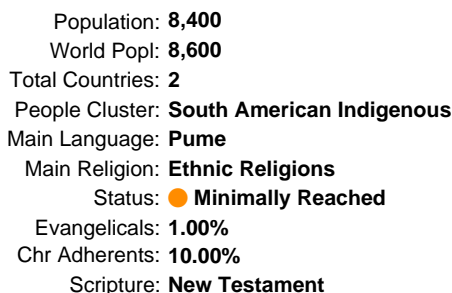 Population: 8,400
World Popl: 8,600
Total Countries: 2
People Cluster: South American Indigenous
Main Language: Pume
Main Religion: Ethnic Religions
Status: Minimally Reached
Evangelicals: 1.00%
Chr Adherents: 10.00%
Scripture: New Testament